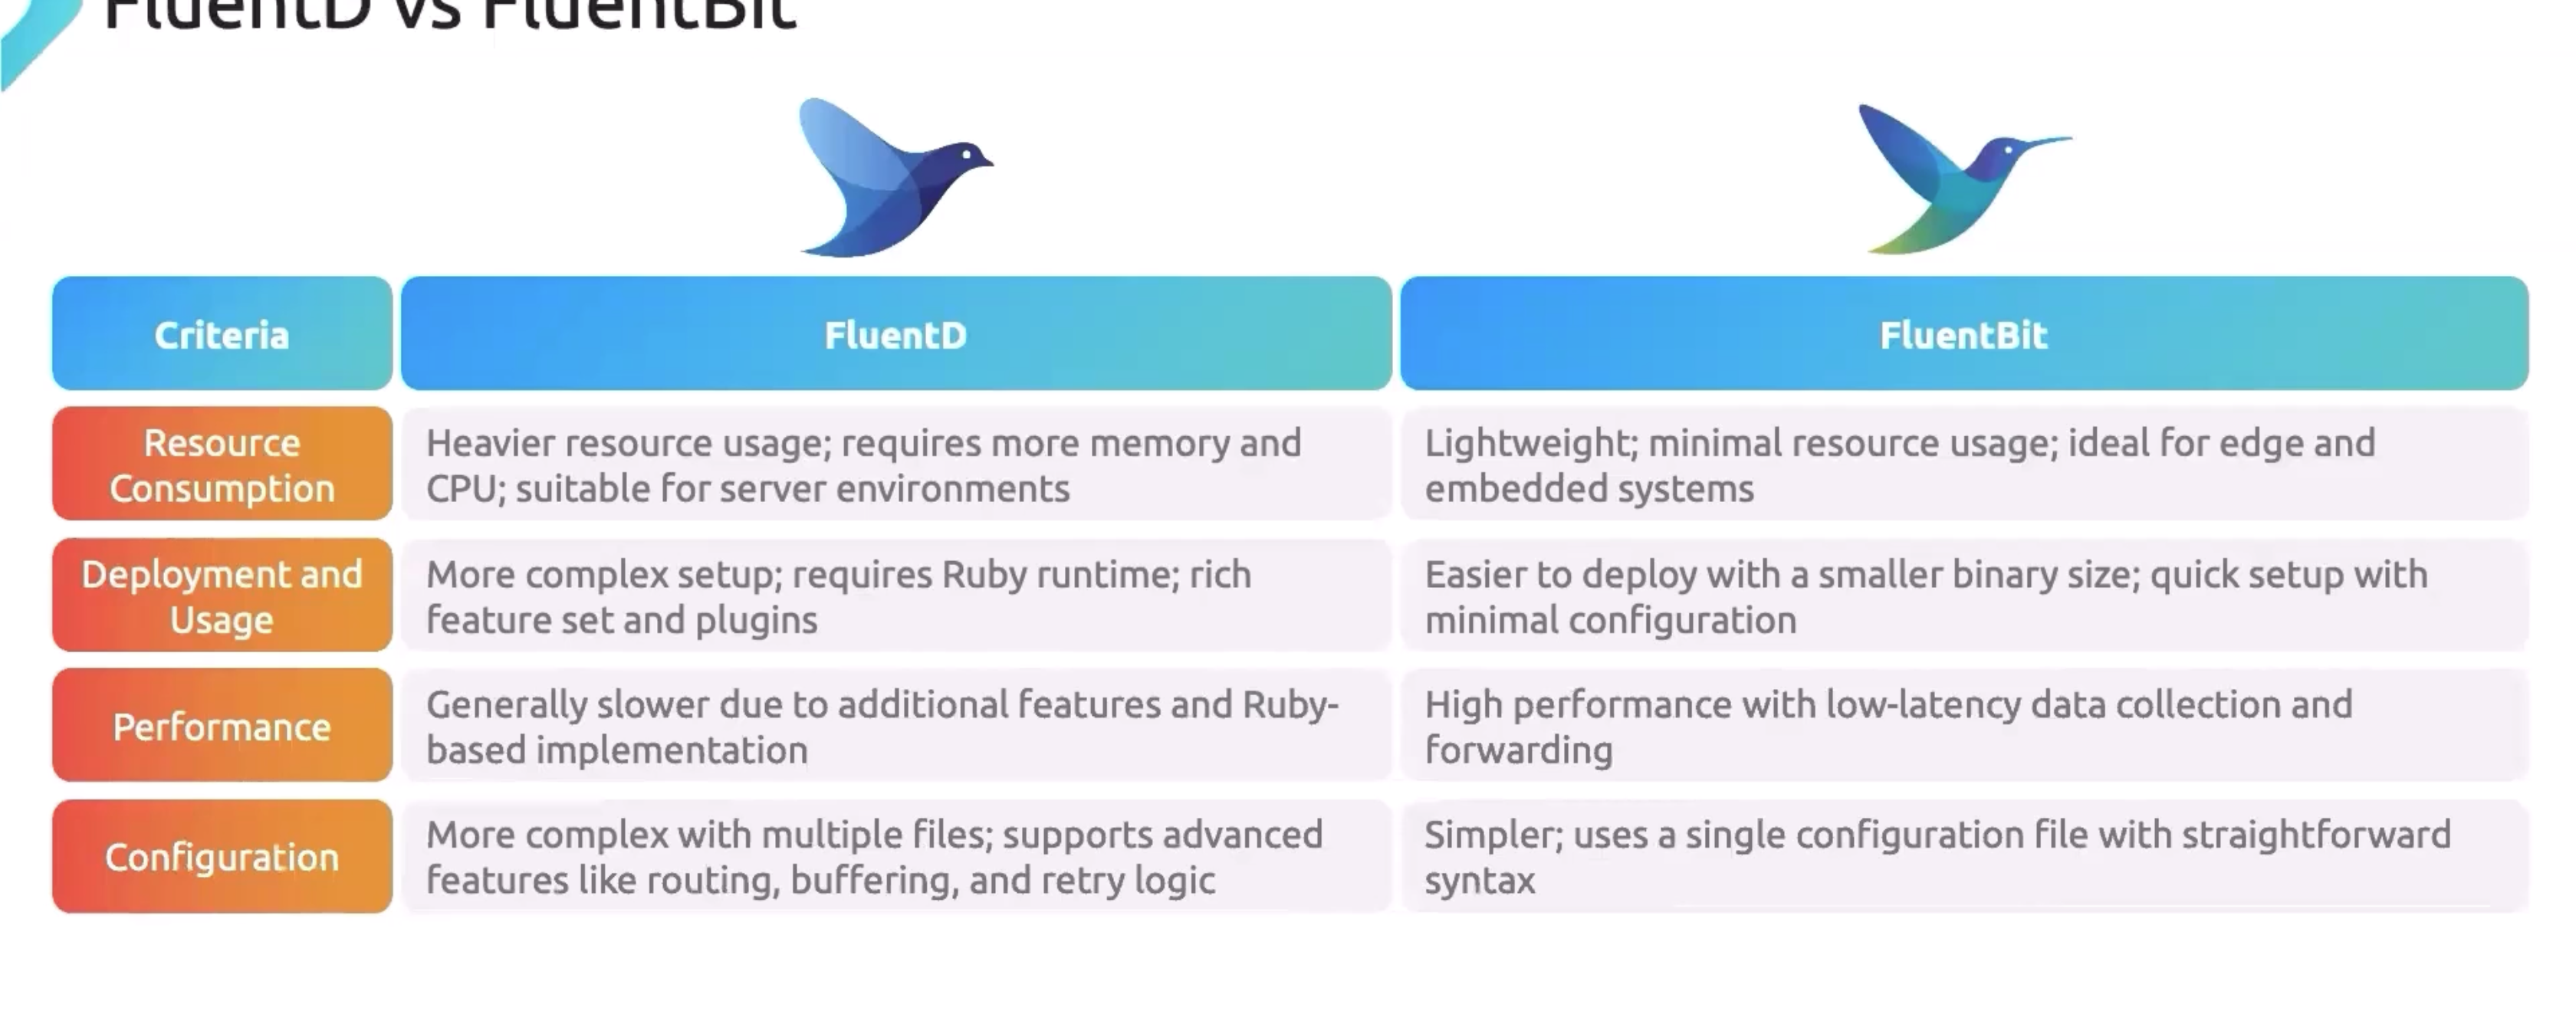 FluentD vs FluentBit
Criteria
FluentD
FluentBit
Resource
Consumption
Heavier resource usage; requires more memory and
CPU; suitable for server environments
Lightweight; minimal resource usage; ideal for edge and
embedded systems
Deployment and
Usage
More complex setup; requires Ruby runtime; rich
feature set and plugins
Easier to deploy with a smaller binary size; quick setup with
minimal configuration
Performance
Generally slower due to additional features and Ruby-
based implementation
High performance with low-latency data collection and
forwarding
Configuration
More complex with multiple files; supports advanced
features like routing, buffering, and retry logic
Simpler; uses a single configuration file with straightforward
syntax